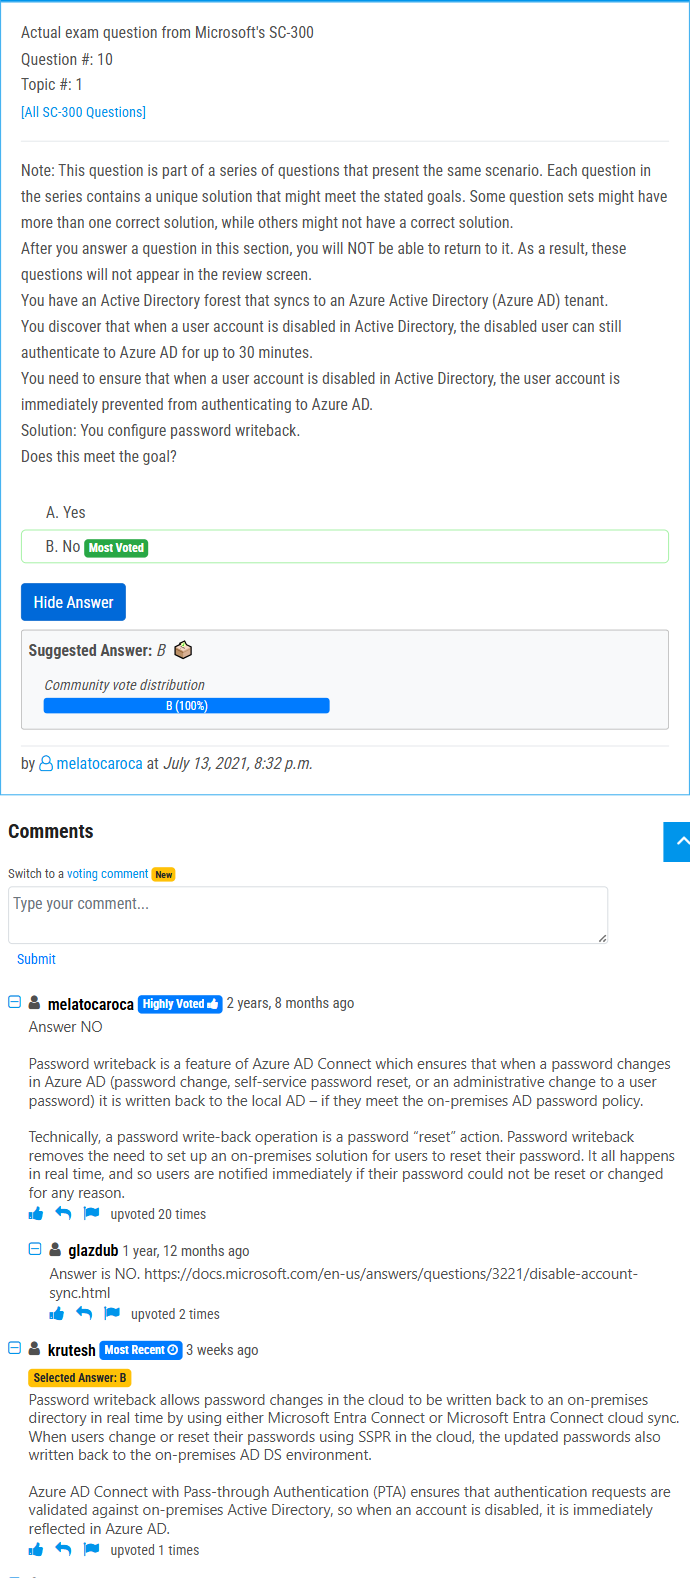 Actual exam question from Microsoft's SC-300
Question #: 10
Topic #: 1
[All SC-300 Questions]
Note: This question is part of a series of questions that present the same scenario. Each question in
the series contains a unique solution that might meet the stated goals. Some question sets might have
more than one correct solution, while others might not have a correct solution.
After you answer a question in this section, you will NOT be able to return to it. As a result, these
questions will not appear in the review screen.
You have an Active Directory forest that syncs to an Azure Active Directory (Azure AD) tenant.
You discover that when a user account is disabled in Active Directory, the disabled user can still
authenticate to Azure AD for up to 30 minutes.
You need to ensure that when a user account is disabled in Active Directory, the user account is
immediately prevented from authenticating to Azure AD.
Solution: You configure password writeback.
Does this meet the goal?
A. Yes
B. No Most Voted
Hide Answer
Suggested Answer: B
Community vote distribution
B (100%)
by melatocaroca at July 13, 2021, 8:32 p.m.
Comments
Switch to a voting comment New
Type your comment...
Submit
melatocaroca Highly Voted 2 years, 8 months ago
Answer NO
Password writeback is a feature of Azure AD Connect which ensures that when a password changes
in Azure AD (password change, self-service password reset, or an administrative change to a user
password) it is written back to the local AD – if they meet the on-premises AD password policy.
Technically, a password write-back operation is a password “reset” action. Password writeback
removes the need to set up an on-premises solution for users to reset their password. It all happens
in real time, and so users are notified immediately if their password could not be reset or changed
for any reason.
upvoted 20 times
glazdub 1 year, 12 months ago
Answer is NO. https://docs.microsoft.com/en-us/answers/questions/3221/disable-account-
sync.html
upvoted 2 times
krutesh Most Recent 3 weeks ago
Selected Answer: B
Password writeback allows password changes in the cloud to be written back to an on-premises
directory in real time by using either Microsoft Entra Connect or Microsoft Entra Connect cloud sync.
When users change or reset their passwords using SSPR in the cloud, the updated passwords also
written back to the on-premises AD DS environment.
Azure AD Connect with Pass-through Authentication (PTA) ensures that authentication requests are
validated against on-premises Active Directory, so when an account is disabled, it is immediately
reflected in Azure AD.
upvoted 1 times